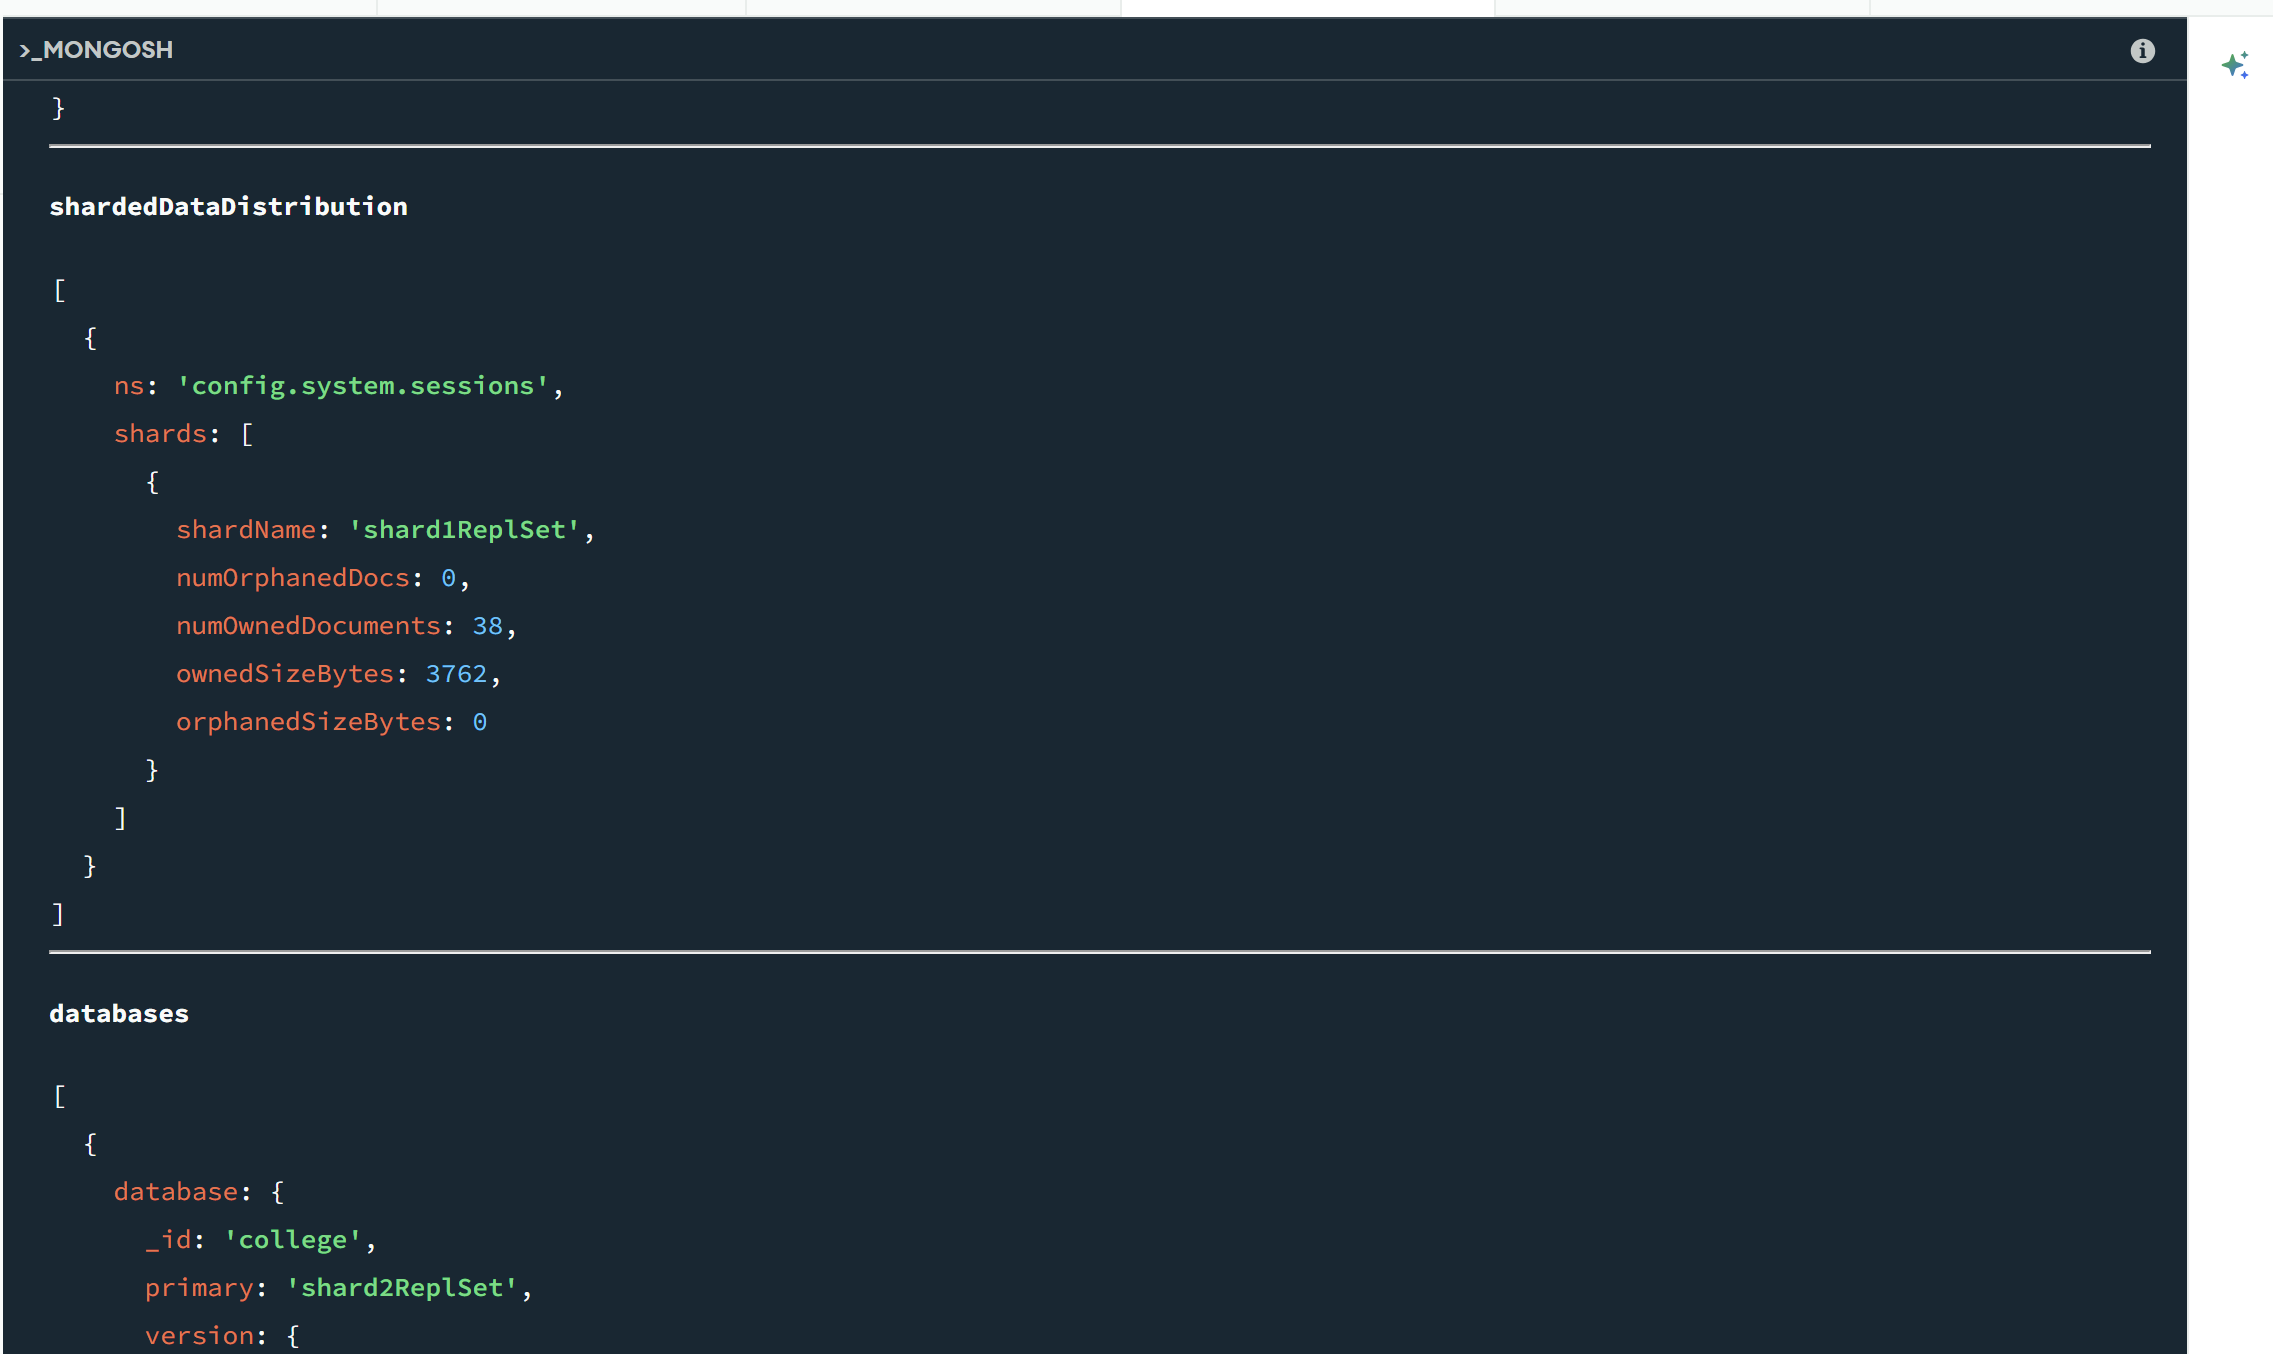 >_MONGOSH
}
shardedDataDistribution
[
  {
    ns: 'config.system.sessions',
    shards: [
      {
        shardName: 'shard1ReplSet',
        numOrphanedDocs: 0,
        numOwnedDocuments: 38,
        ownedSizeBytes: 3762,
        orphanedSizeBytes: 0
      }
    ]
  }
]
databases
[
  {
    database: {
      _id: 'college',
      primary: 'shard2ReplSet',
      version: {